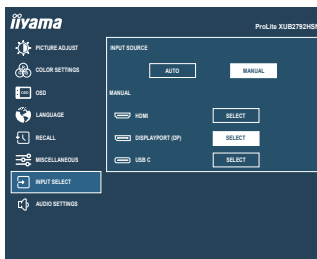 iiyama
ProLite XUB2792HSN
PICTURE ADJUST
COLOR SETTINGS
OSD
OSD
LANGUAGE
RECALL
MISCELLANEOUS
INPUT SELECT
AUDIO SETTINGS
INPUT SOURCE
AUTO
MANUAL
MANUAL
HDMI
SELECT
DISPLAYPORT (DP)
SELECT
USB C
SELECT